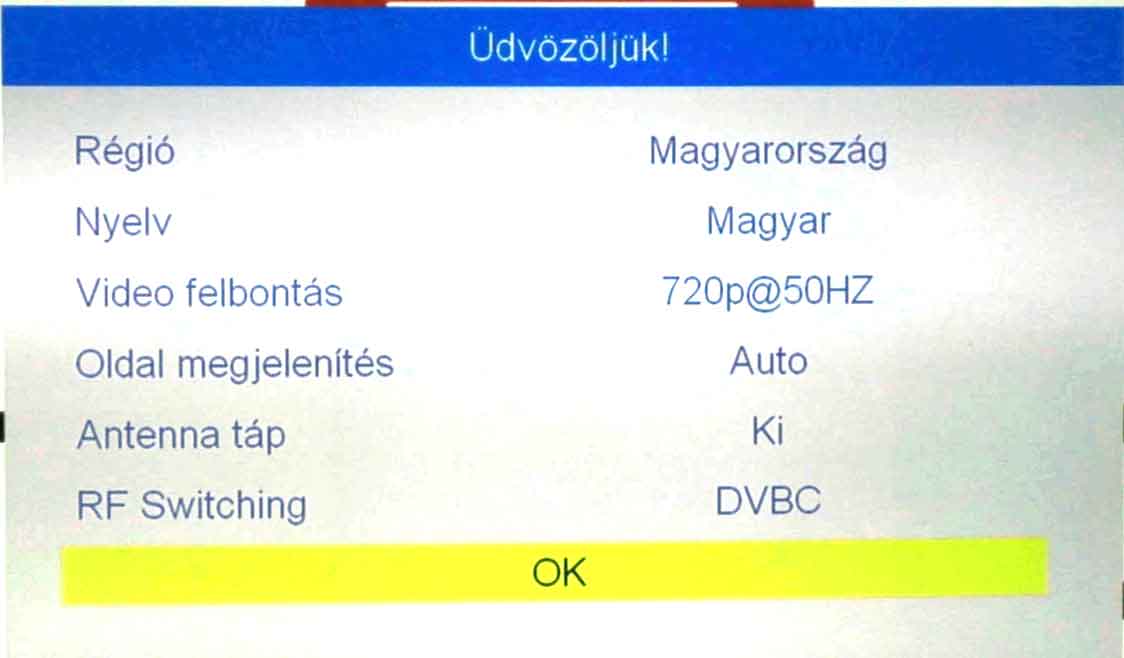 Üdvözöljük!
Régió Magyarország
Nyelv Magyar
Video felbontás 720p@50HZ
Oldal megjelenítés Auto
Antenna táp Ki
RF Switching DVBC
OK